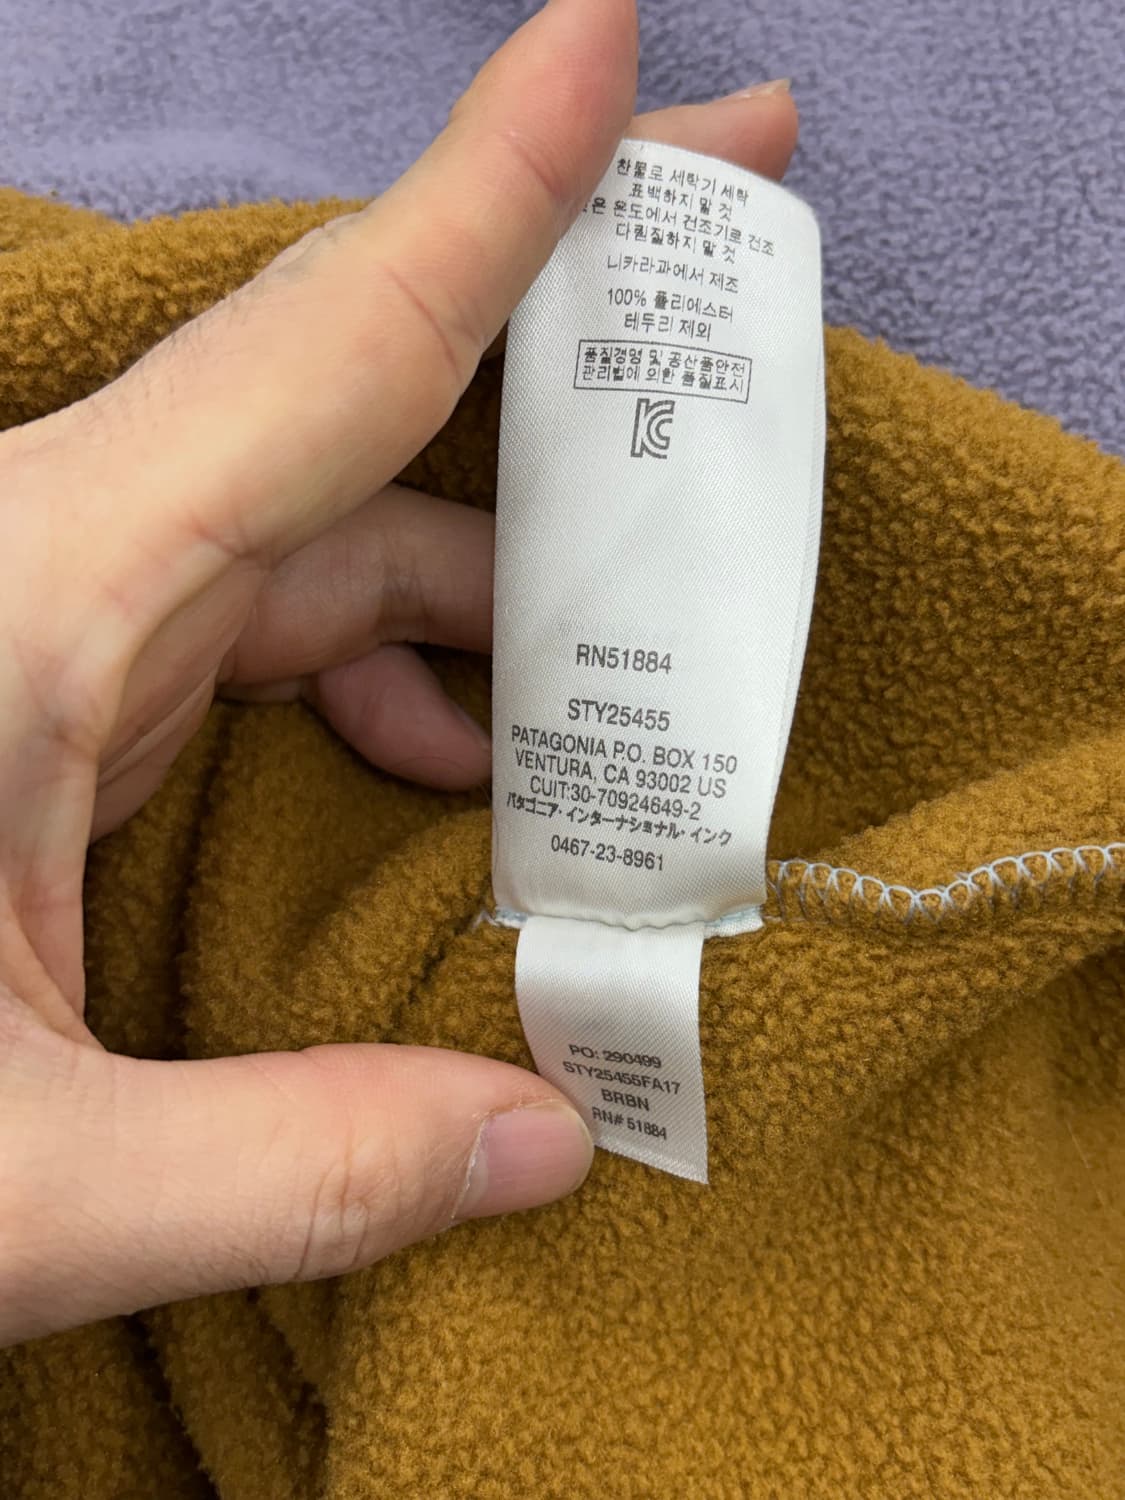 찬물로 세탁기 세탁
표백하지 말 것
은 온도에서 건조기로 건조
다림질하지 말 것
니카라과에서 제조
100% 폴리에스터
테두리 제외
품질경영 및 공산품안전
관리법에 의한 품질표시
KC
RN51884
STY25455
PATAGONIA P.O. BOX 150
VENTURA, CA 93002 US
CUIT:30-70924649-2
パタゴニア・インターナショナル・インク
0467-23-8961
PO: 290499
STY25455FA17
BRBN
RN# 51884